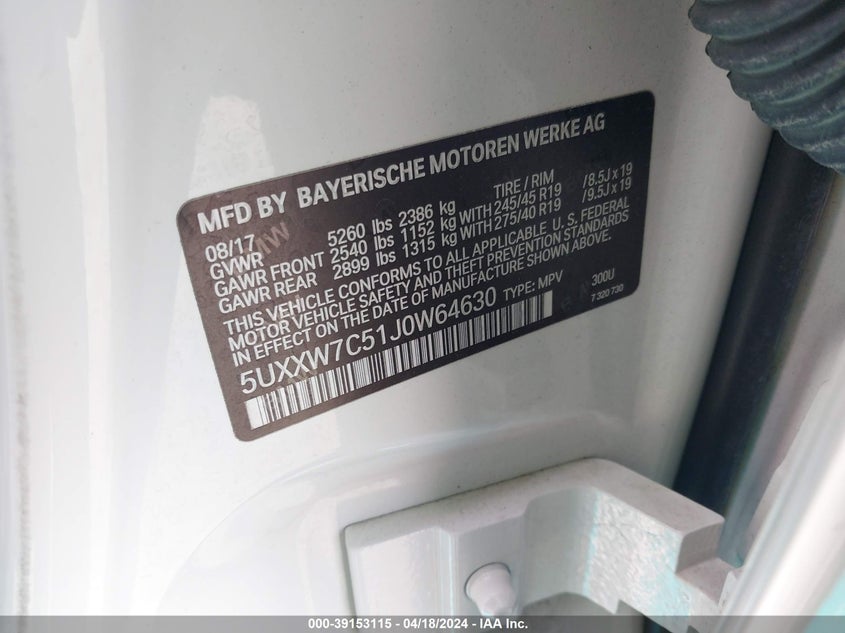 MFD BY BAYERISCHE MOTOREN WERKE AG
08/17 TIRE / RIM
GVWR 5260 lbs 2386 kg
GAWR FRONT 2540 lbs 1152 kg WITH 245/45 R19 /8.5J x 19
GAWR REAR 2899 lbs 1315 kg WITH 275/40 R19 /9.5J x 19
THIS VEHICLE CONFORMS TO ALL APPLICABLE U.S. FEDERAL
MOTOR VEHICLE SAFETY AND THEFT PREVENTION STANDARDS
IN EFFECT ON THE DATE OF MANUFACTURE SHOWN ABOVE.
5UXXW7C51J0W64630 TYPE: MPV 300U
7 320 730
000-39153115 - 04/18/2024 - IAA Inc.